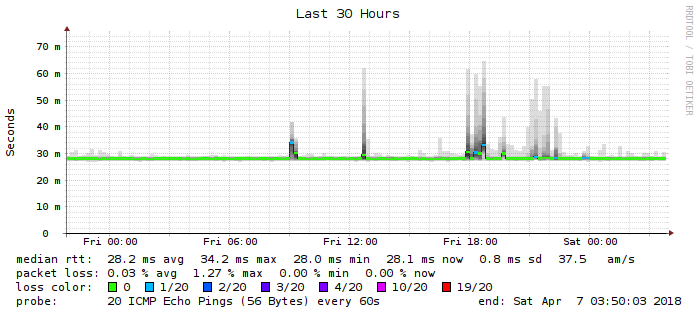 Last 30 Hours
RRDTOOL / TOBI OETIKER
Seconds
70 m
60 m
50 m
40 m
30 m
20 m
10 m
0
Fri 00:00 Fri 06:00 Fri 12:00 Fri 18:00 Sat 00:00
median rtt: 28.2 ms avg 34.2 ms max 28.0 ms min 28.1 ms now 0.8 ms sd 37.5 am/s
packet loss: 0.03 % avg 1.27 % max 0.00 % min 0.00 % now
loss color: 0 1/20 2/20 3/20 4/20 10/20 19/20
probe: 20 ICMP Echo Pings (56 Bytes) every 60s end: Sat Apr 7 03:50:03 2018